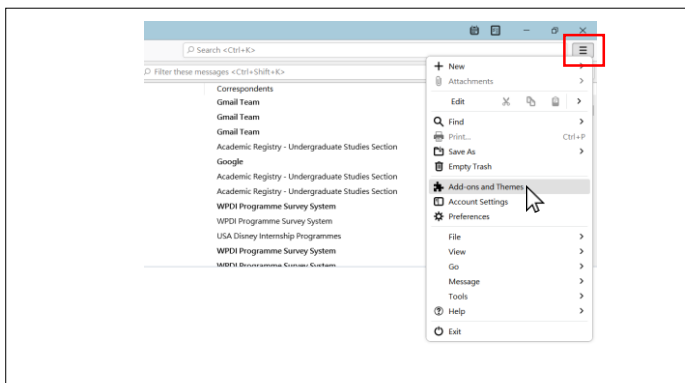 Search <Ctrl+K>
Filter these messages <Ctrl+Shift+K>
Correspondents
Gmail Team
Gmail Team
Gmail Team
Academic Registry - Undergraduate Studies Section
Google
Academic Registry - Undergraduate Studies Section
Academic Registry - Undergraduate Studies Section
WPDI Programme Survey System
WPDI Programme Survey System
USA Disney Internship Programmes
WPDI Programme Survey System
WPDI Programme Survey System
New
Attachments
Edit
Find
Print... Ctrl+P
Save As
Empty Trash
Add-ons and Themes
Account Settings
Preferences
File
View
Go
Message
Tools
Help
Exit